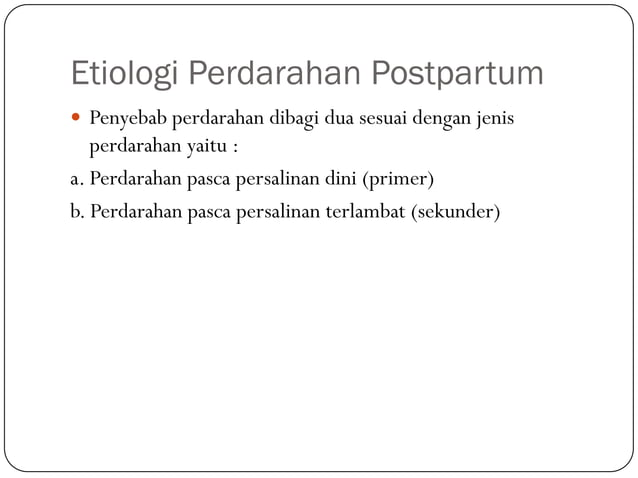 Etiologi Perdarahan Postpartum
• Penyebab perdarahan dibagi dua sesuai dengan jenis
perdarahan yaitu :
a. Perdarahan pasca persalinan dini (primer)
b. Perdarahan pasca persalinan terlambat (sekunder)